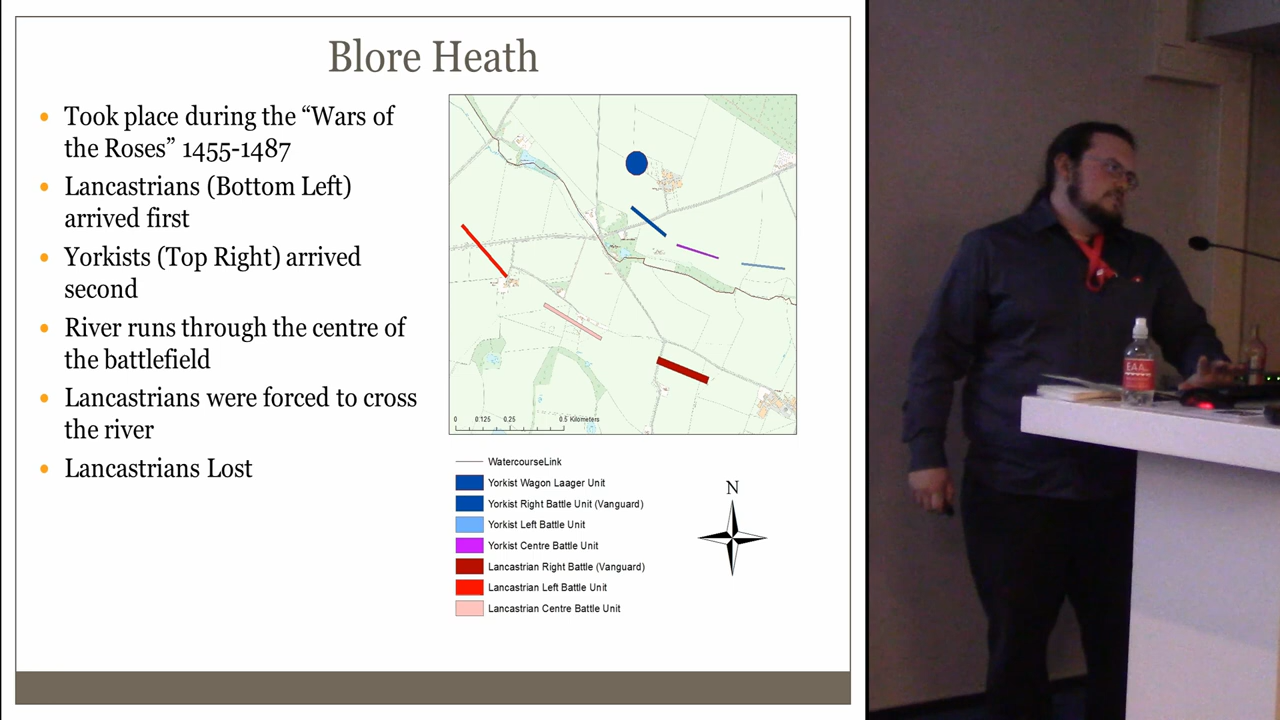 Blore Heath
Took place during the “Wars of
the Roses” 1455-1487
Lancastrians (Bottom Left)
arrived first
Yorkists (Top Right) arrived
second
River runs through the centre of
the battlefield
Lancastrians were forced to cross
the river
Lancastrians Lost
0 0.125 0.25 0.5 Kilometers
WatercourseLink
Yorkist Wagon Laager Unit
Yorkist Right Battle Unit (Vanguard)
Yorkist Left Battle Unit
Yorkist Centre Battle Unit
Lancastrian Right Battle (Vanguard)
Lancastrian Left Battle Unit
Lancastrian Centre Battle Unit
N
EAA